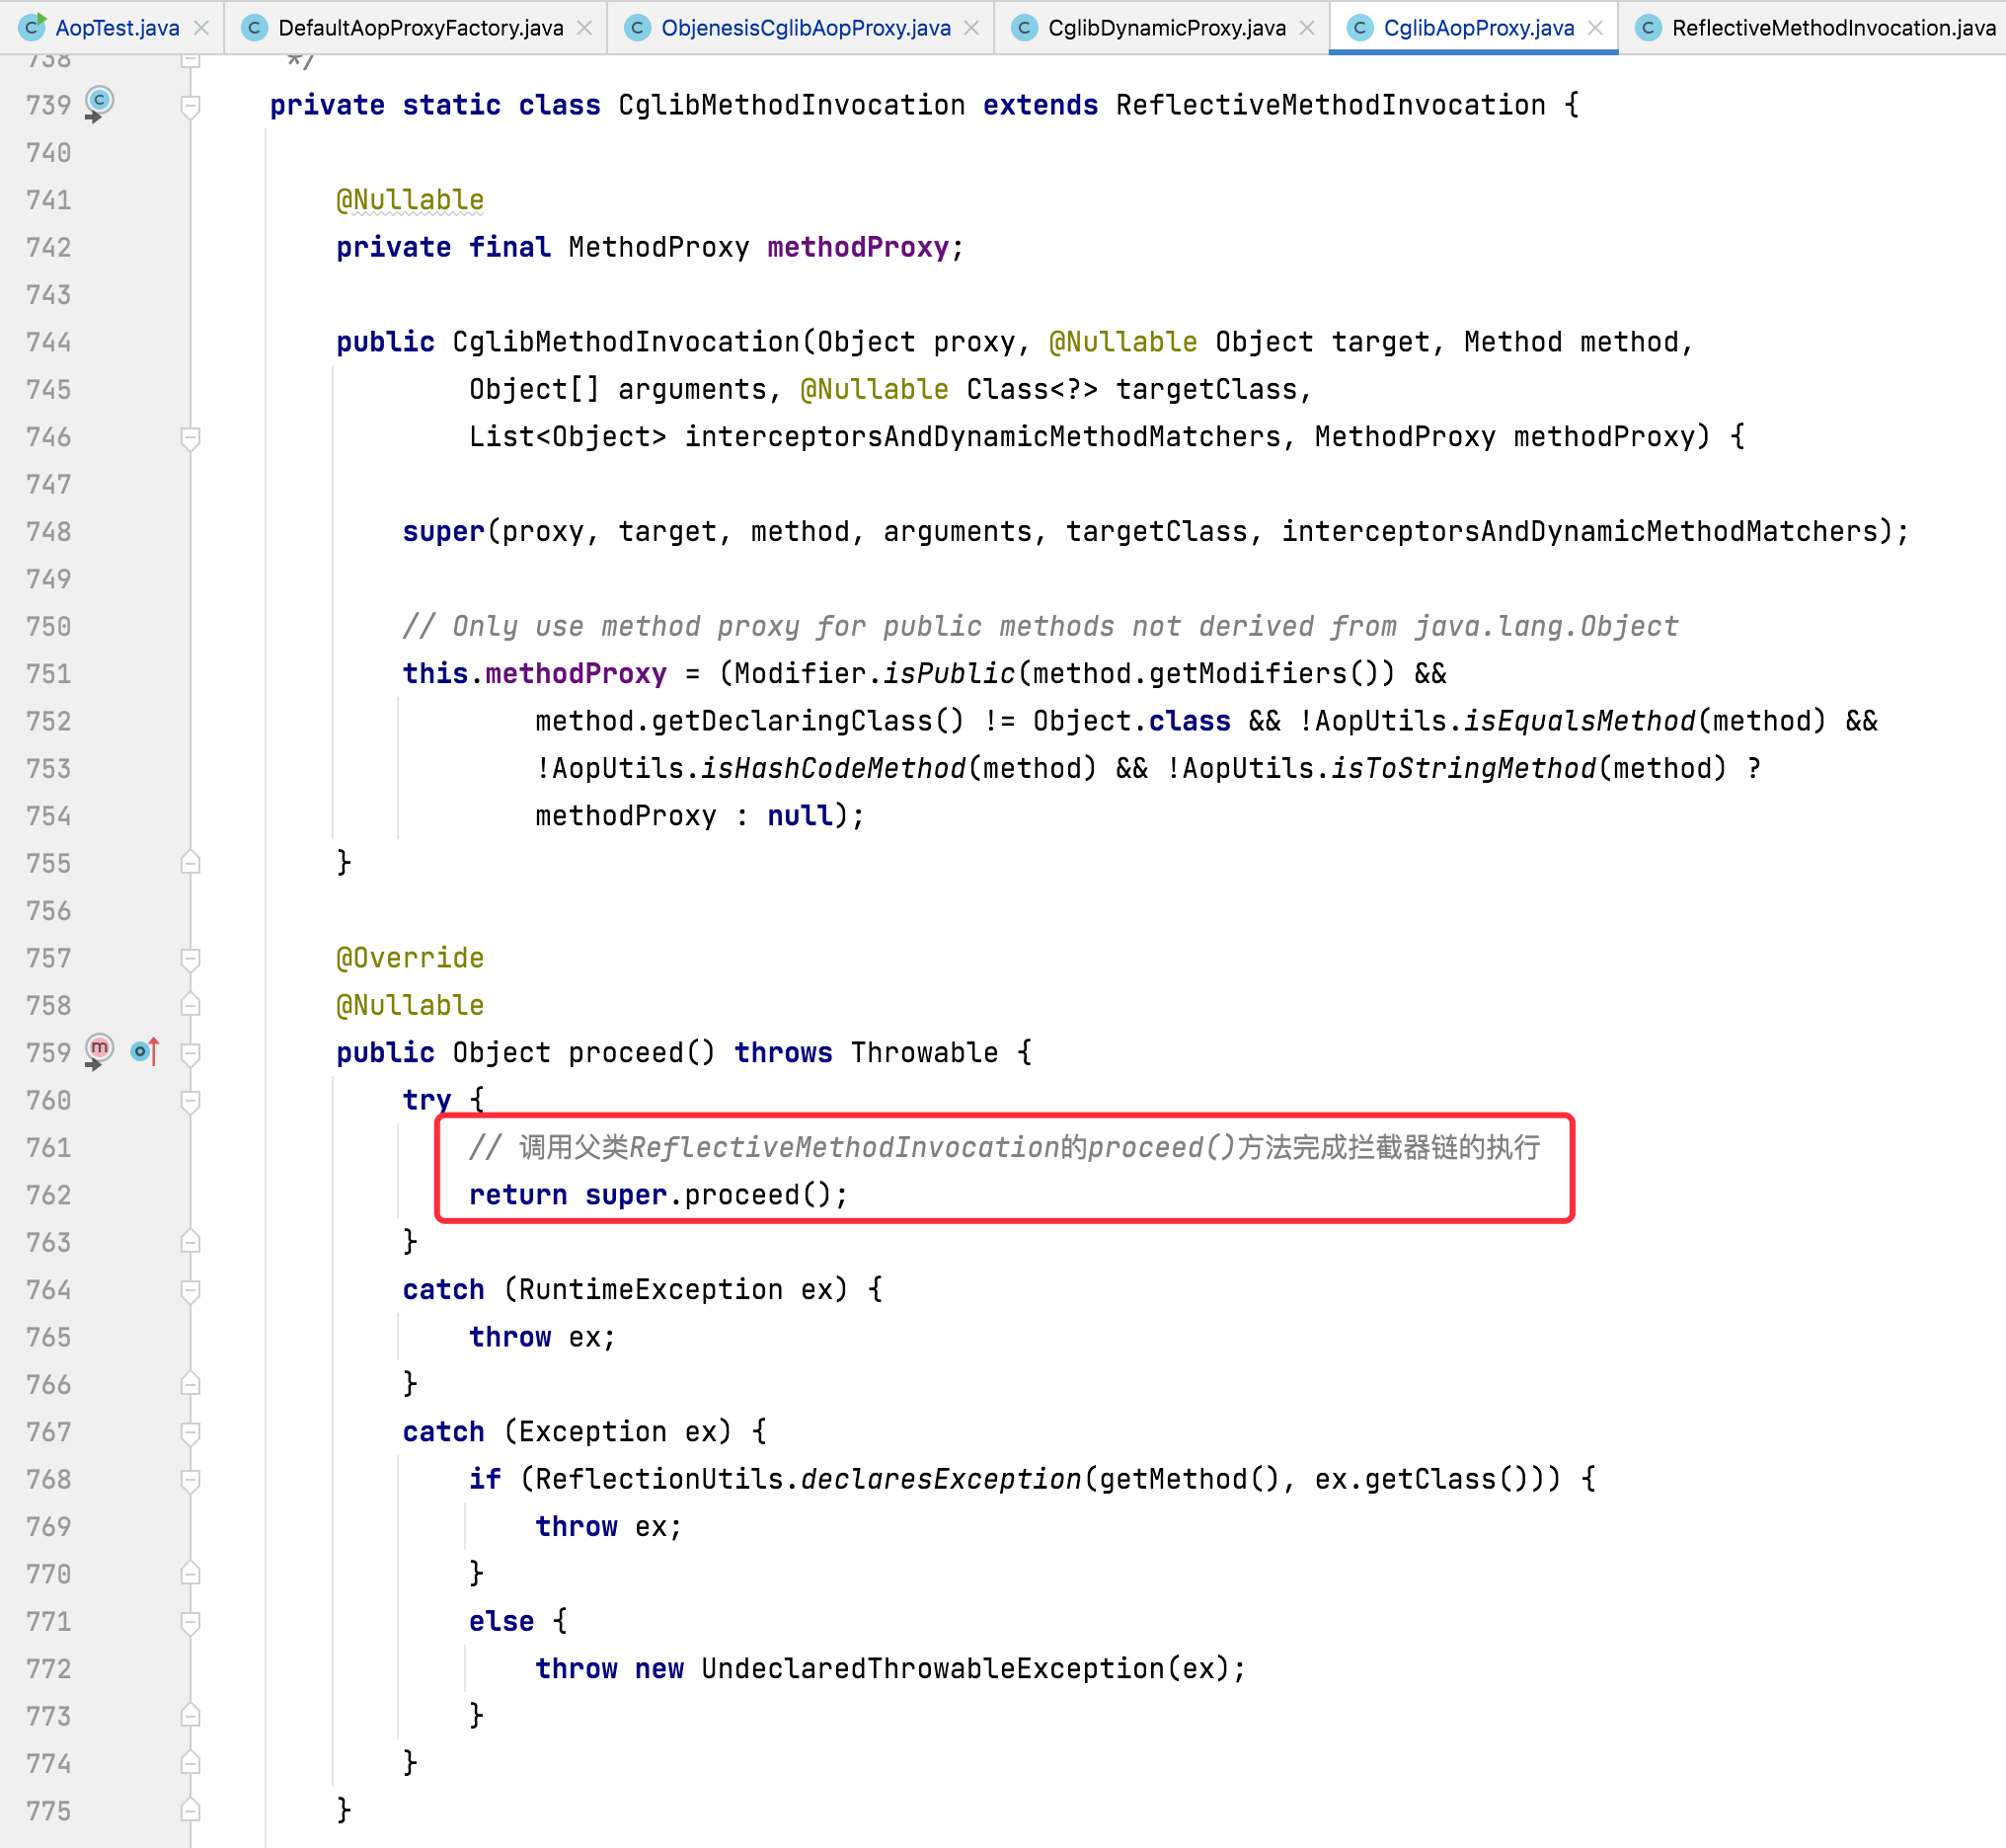 AopTest.java DefaultAopProxyFactory.java ObjenesisCglibAopProxy.java CglibDynamicProxy.java CglibAopProxy.java ReflectiveMethodInvocation.java
738 */
739 private static class CglibMethodInvocation extends ReflectiveMethodInvocation {
740
741 @Nullable
742 private final MethodProxy methodProxy;
743
744 public CglibMethodInvocation(Object proxy, @Nullable Object target, Method method,
745 Object[] arguments, @Nullable Class<?> targetClass,
746 List<Object> interceptorsAndDynamicMethodMatchers, MethodProxy methodProxy) {
747
748 super(proxy, target, method, arguments, targetClass, interceptorsAndDynamicMethodMatchers);
749
750 // Only use method proxy for public methods not derived from java.lang.Object
751 this.methodProxy = (Modifier.isPublic(method.getModifiers()) &&
752 method.getDeclaringClass() != Object.class && !AopUtils.isEqualsMethod(method) &&
753 !AopUtils.isHashCodeMethod(method) && !AopUtils.isToStringMethod(method) ?
754 methodProxy : null);
755 }
756
757 @Override
758 @Nullable
759 public Object proceed() throws Throwable {
760 try {
761 // 调用父类ReflectiveMethodInvocation的proceed()方法完成拦截器链的执行
762 return super.proceed();
763 }
764 catch (RuntimeException ex) {
765 throw ex;
766 }
767 catch (Exception ex) {
768 if (ReflectionUtils.declaresException(getMethod(), ex.getClass())) {
769 throw ex;
770 }
771 else {
772 throw new UndeclaredThrowableException(ex);
773 }
774 }
775 }